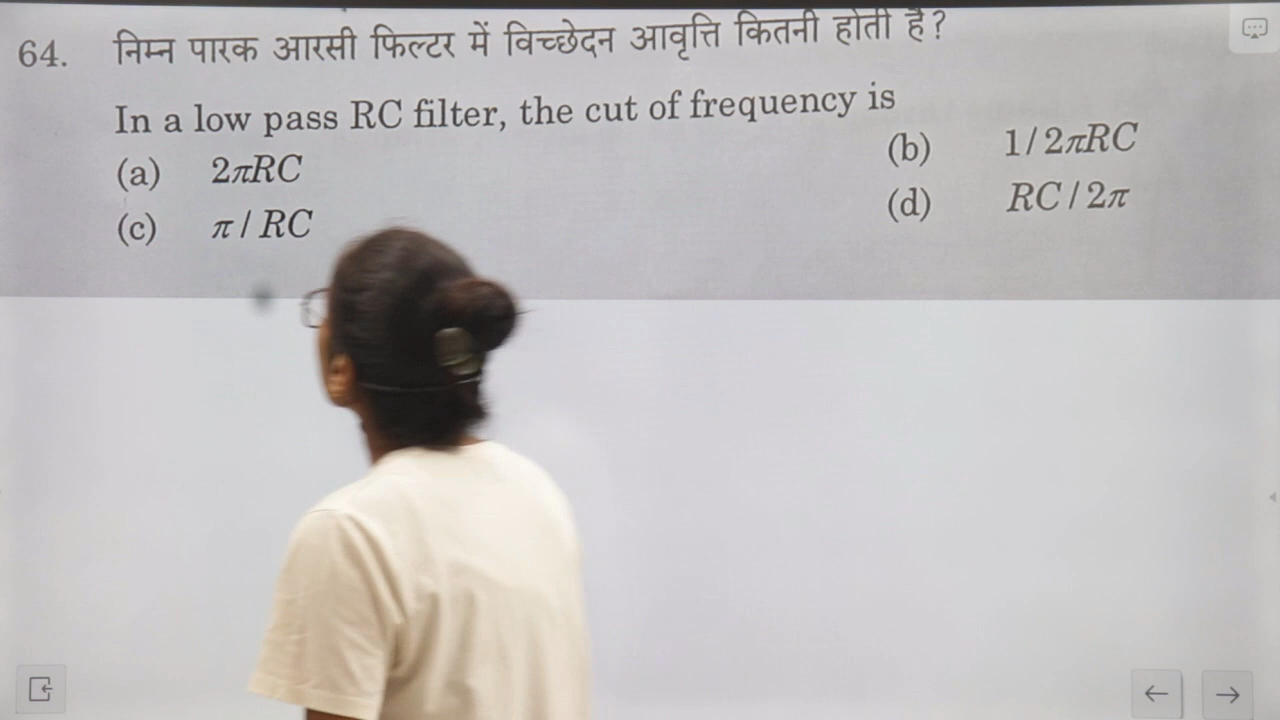 64. निम्न पारक आरसी फिल्टर में विच्छेदन आवृत्ति कितनी होती है?
In a low pass RC filter, the cut of frequency is
(a) 2πRC (b) 1/2πRC
(c) π/RC (d) RC/2π